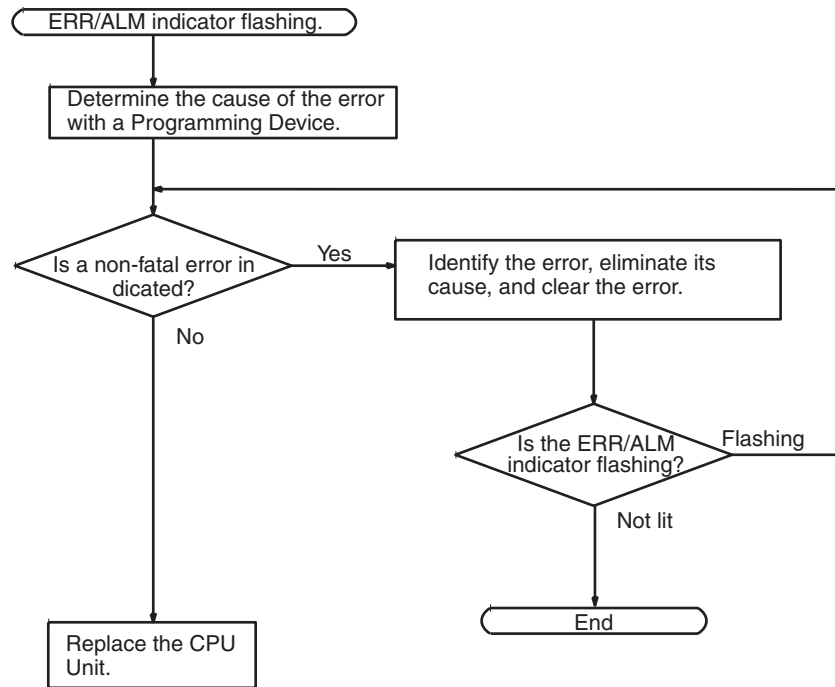 ERR/ALM indicator flashing.
Determine the cause of the error
with a Programming Device.
Is a non-fatal error in
dicated?
Yes
No
Identify the error, eliminate its
cause, and clear the error.
Is the ERR/ALM
indicator flashing?
Flashing
Not lit
End
Replace the CPU
Unit.